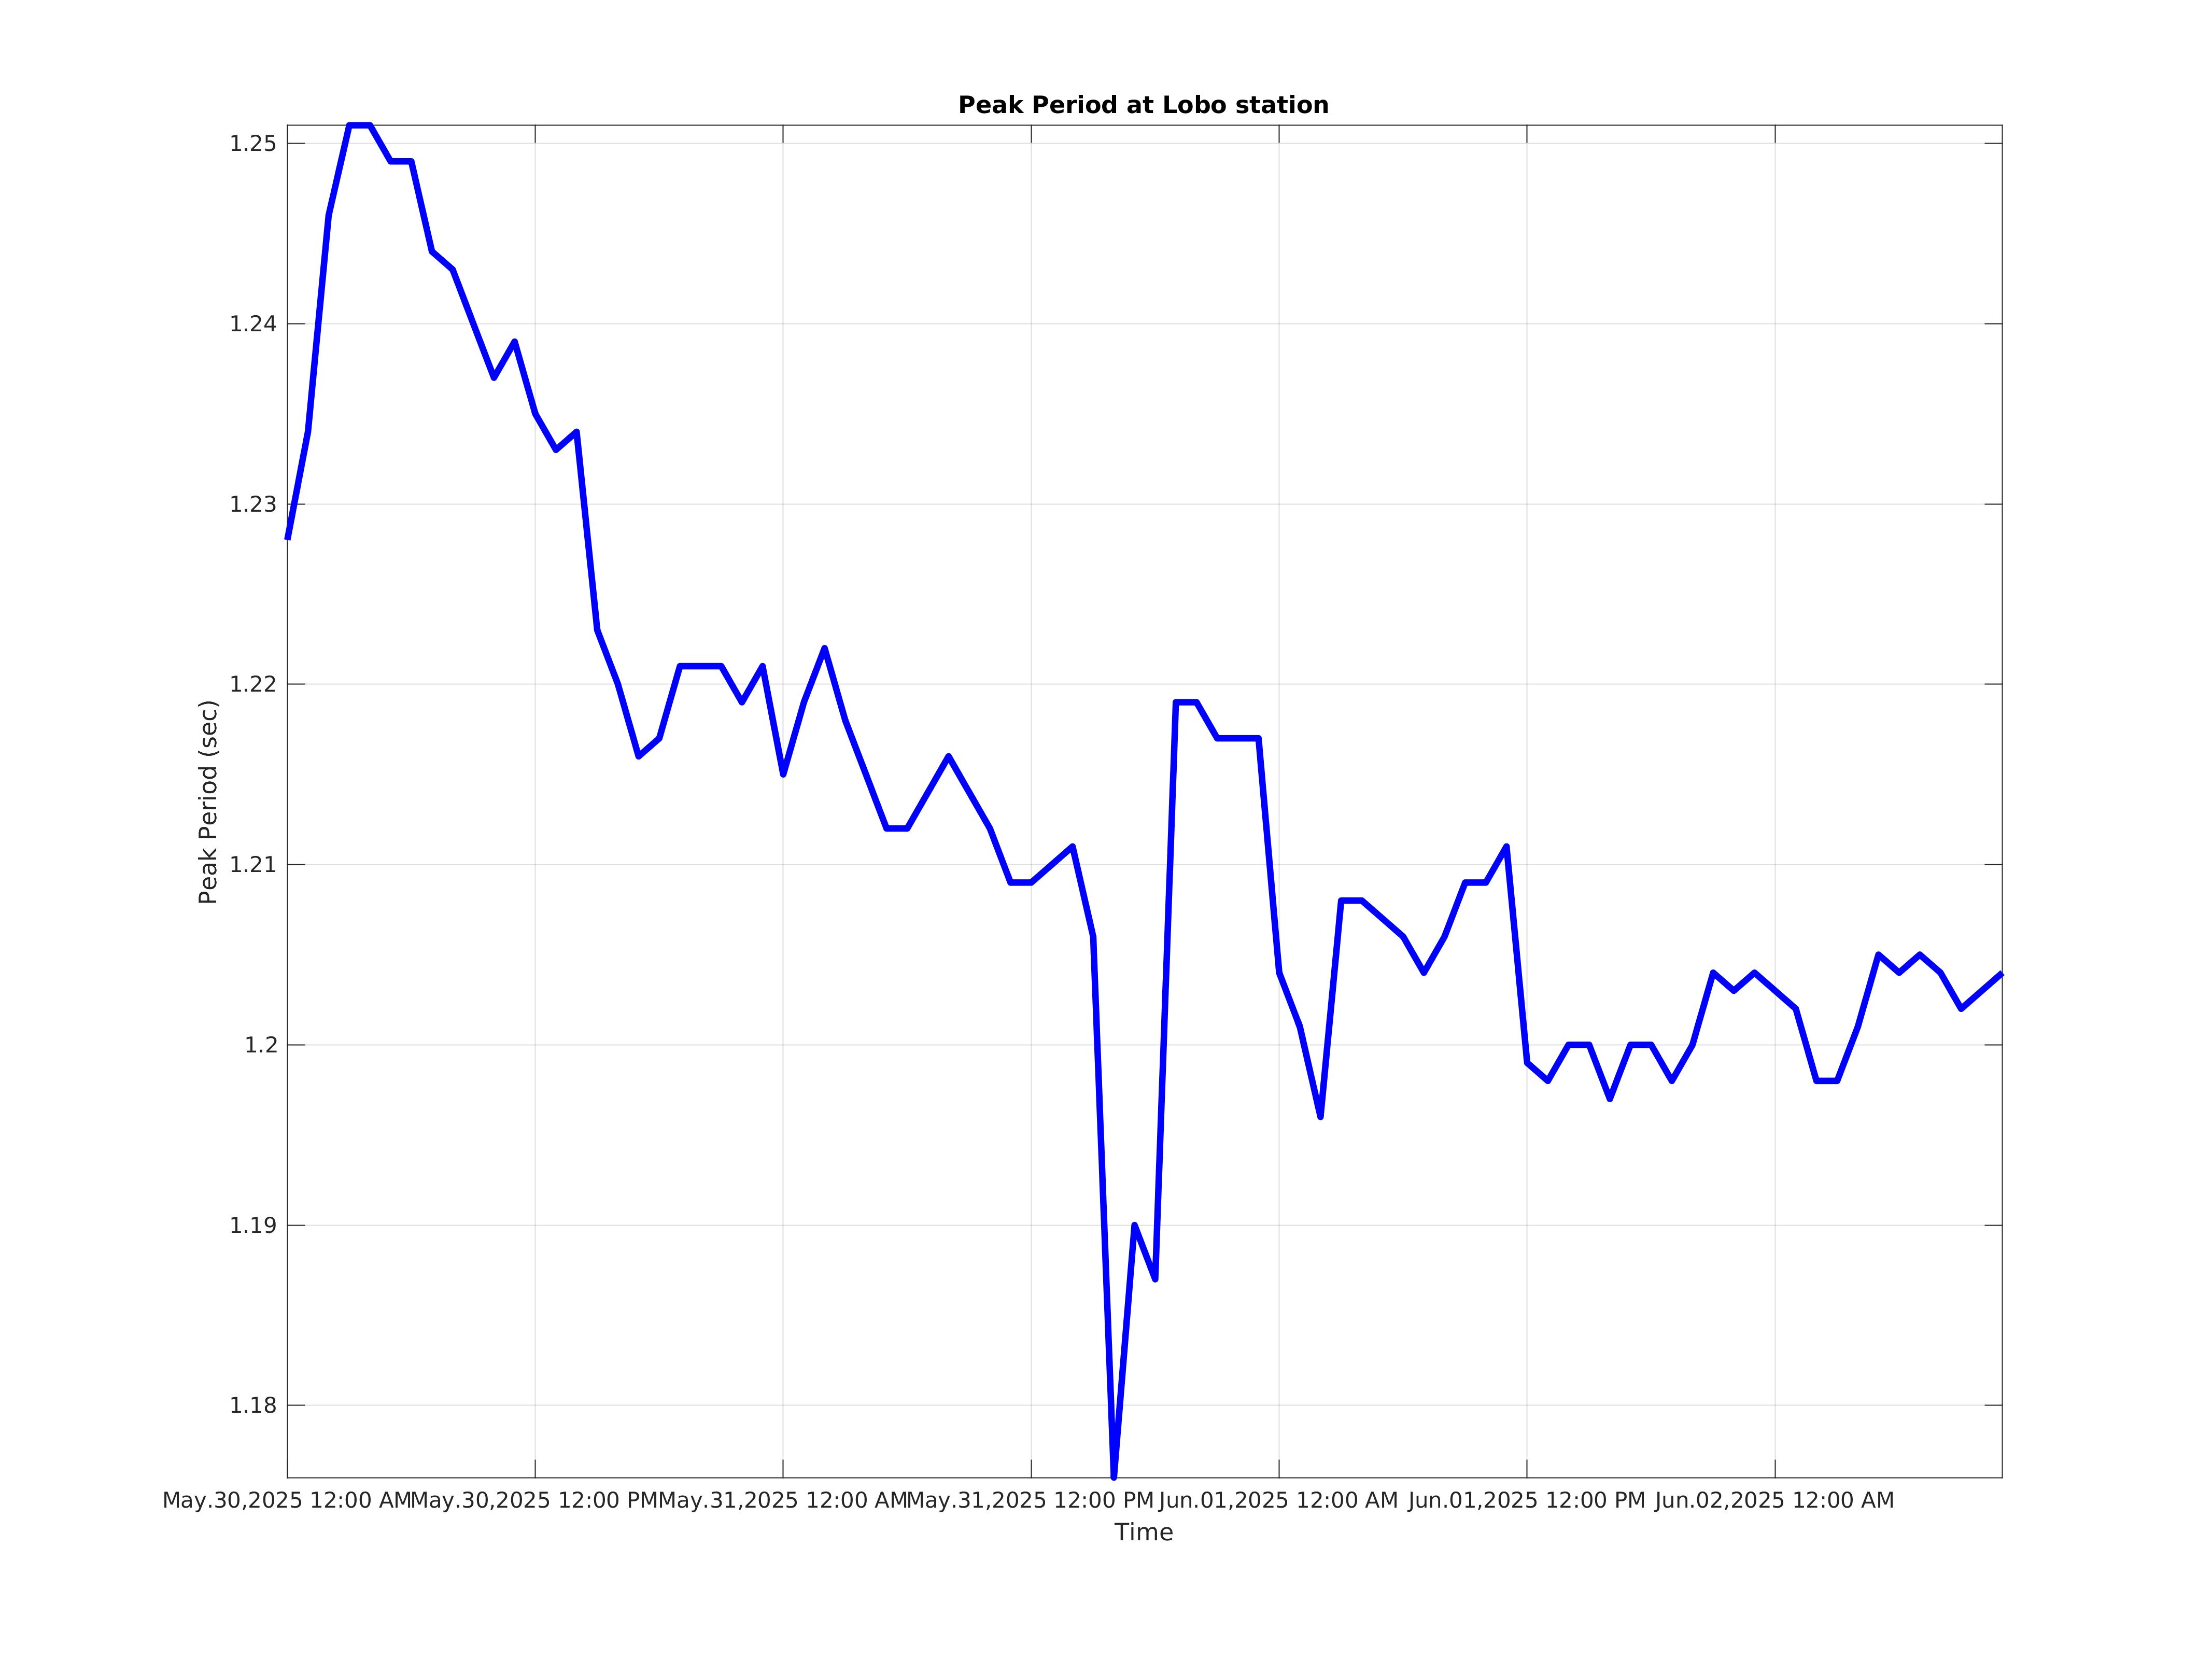 Peak Period at Lobo station
1.25
1.24
1.23
1.22
1.21
1.2
1.19
1.18
Peak Period (sec)
May.30,2025 12:00 AM May.30,2025 12:00 PM May.31,2025 12:00 AM May.31,2025 12:00 PM Jun.01,2025 12:00 AM Jun.01,2025 12:00 PM Jun.02,2025 12:00 AM
Time